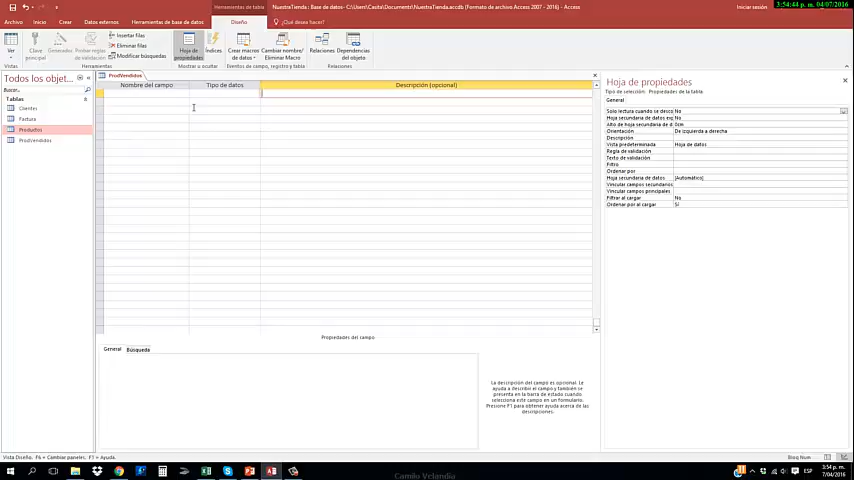 3:54:44 p. m. 04/07/2016
Herramientas de tabla
NuestraTienda : Base de datos- C:\Users\Casita\Documents\NuestraTienda.accdb (Formato de archivo Access 2007 - 2016) - Access
Iniciar sesión
Archivo
Inicio
Crear
Datos externos
Herramientas de base de datos
Diseño
¿Qué desea hacer?
Ver
Clave principal
Generador
Probar reglas de validación
Insertar filas
Eliminar filas
Modificar búsquedas
Hoja de propiedades
Índices
Crear macros de datos
Cambiar nombre/ Eliminar Macro
Relaciones
Dependencias del objeto
Vistas
Herramientas
Mostrar u ocultar
Eventos de campo, registro y tabla
Relaciones
Todos los objet...
Buscar...
Tablas
Clientes
Factura
Productos
ProdVendidos
ProdVendidos
Nombre del campo
Tipo de datos
Descripción (opcional)
Propiedades del campo
General
Búsqueda
La descripción del campo es opcional. Le
ayuda a describir el campo y también se
presenta en la barra de estado cuando
selecciona este campo en un formulario.
Presione F1 para obtener ayuda acerca de las
descripciones.
Hoja de propiedades
Tipo de selección: Propiedades de la tabla
General
Solo lectura cuando se desco No
Hoja secundaria de datos ex No
Alto de hoja secundaria de d 0cm
Orientación De izquierda a derecha
Descripción
Vista predeterminada Hoja de datos
Regla de validación
Texto de validación
Filtro
Ordenar por
Hoja secundaria de datos [Automático]
Vincular campos secundarios
Vincular campos principales
Filtrar al cargar No
Ordenar por al cargar Sí
Vista Diseño. F6 = Cambiar paneles. F1 = Ayuda.
Bloq Num
ESP
3:54 p. m.
7/04/2016
Camilo Velandia